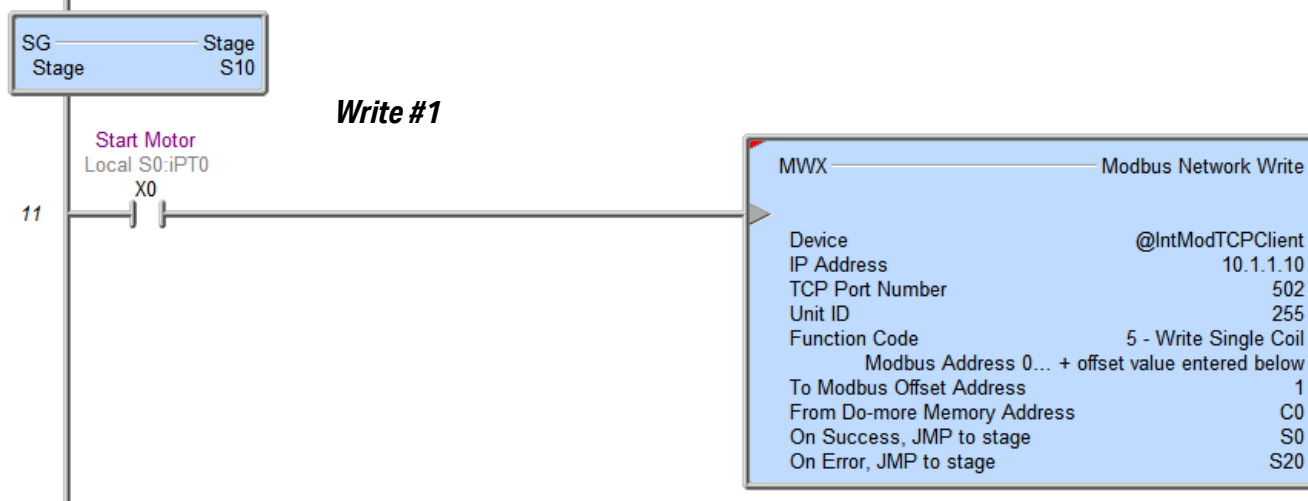 SG Stage
Stage S10
Write #1
Start Motor
Local S0:iPT0
X0
11
MWX Modbus Network Write
Device @IntModTCPClient
IP Address 10.1.1.10
TCP Port Number 502
Unit ID 255
Function Code 5 - Write Single Coil
Modbus Address 0... + offset value entered below
To Modbus Offset Address 1
From Do-more Memory Address C0
On Success, JMP to stage S0
On Error, JMP to stage S20